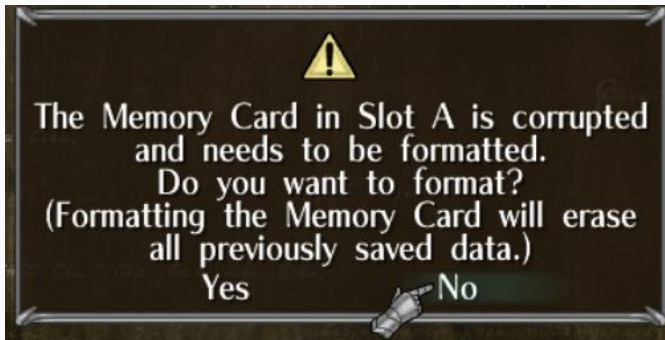 The Memory Card in Slot A is corrupted
and needs to be formatted.
Do you want to format?
(Formatting the Memory Card will erase
all previously saved data.)
Yes No